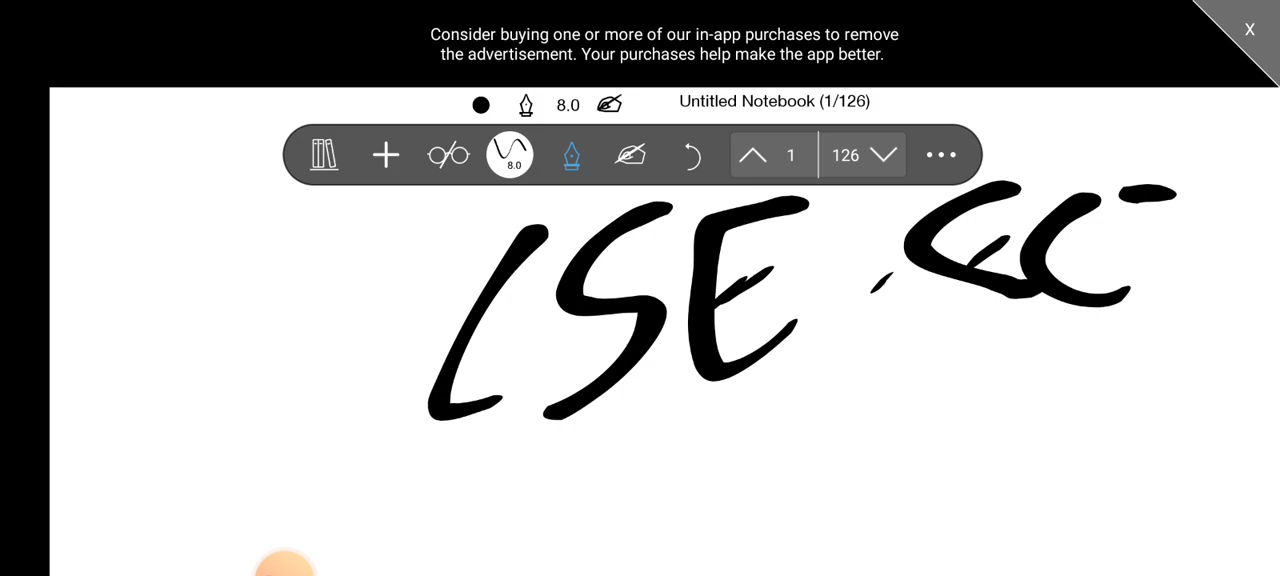 Consider buying one or more of our in-app purchases to remove
the advertisement. Your purchases help make the app better.
X
8.0 Untitled Notebook (1/126)
8.0 1 126
LSE